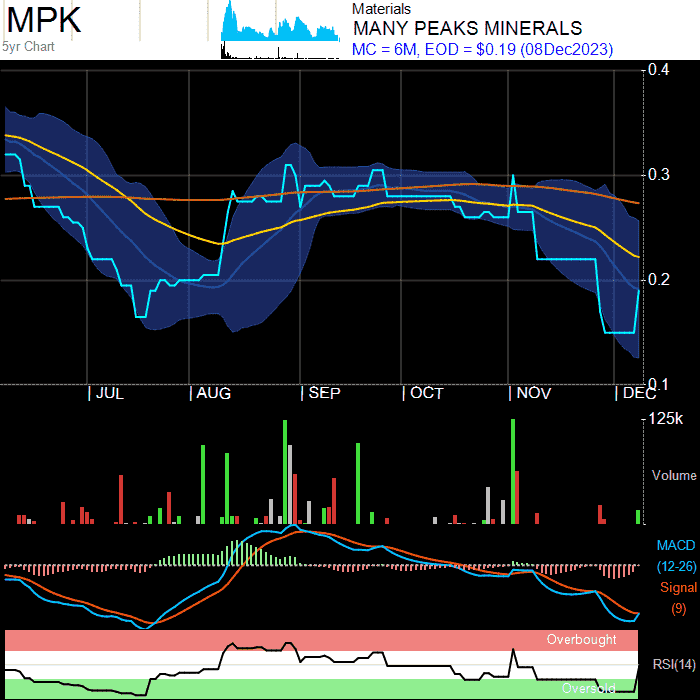 MPK
5yr Chart
Materials
MANY PEAKS MINERALS
MC = 6M, EOD = $0.19 (08Dec2023)
0.4
0.3
0.2
0.1
JUL AUG SEP OCT NOV DEC
125k
Volume
MACD
(12-26)
Signal
(9)
Overbought
RSI(14)
Oversold